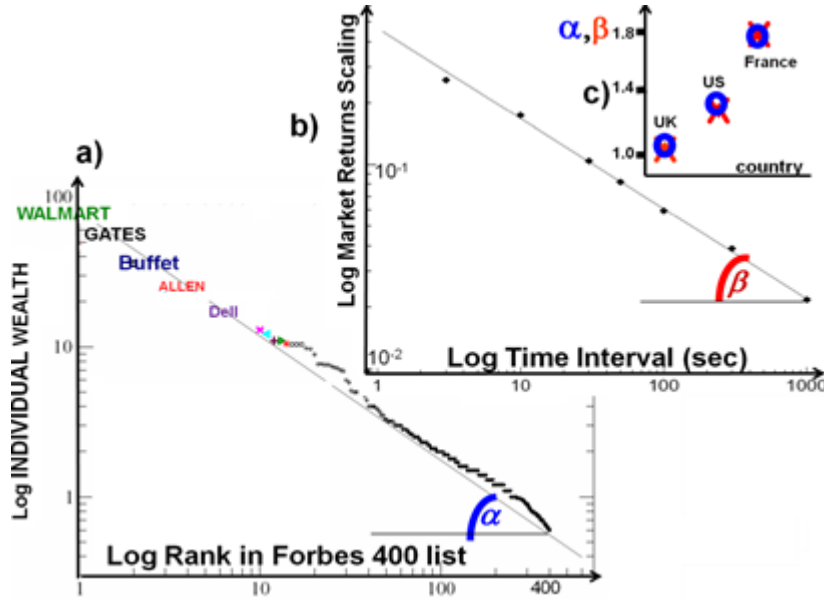 a)
Log INDIVIDUAL WEALTH
100
10
1
WALMART
GATES
Buffet
ALLEN
Dell
α
Log Rank in Forbes 400 list
1
10
100
400
b)
Log Market Returns Scaling
10^-1
10^-2
β
Log Time Interval (sec)
1
10
100
1000
c)
α,β
1.8
1.4
1.0
UK
US
France
country